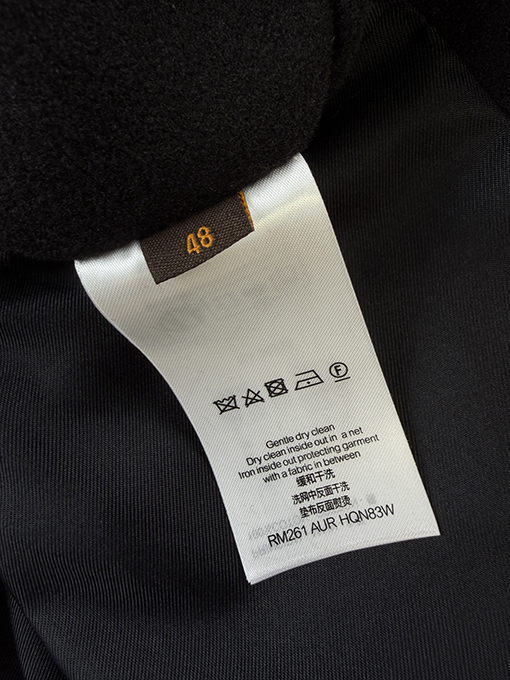 48
F
Gentle dry clean
Dry clean inside out in a net
Iron inside out protecting garment
with a fabric in between
缓和干洗
洗网中反面干洗
垫布反面熨烫
RM261 AUR HQN83W